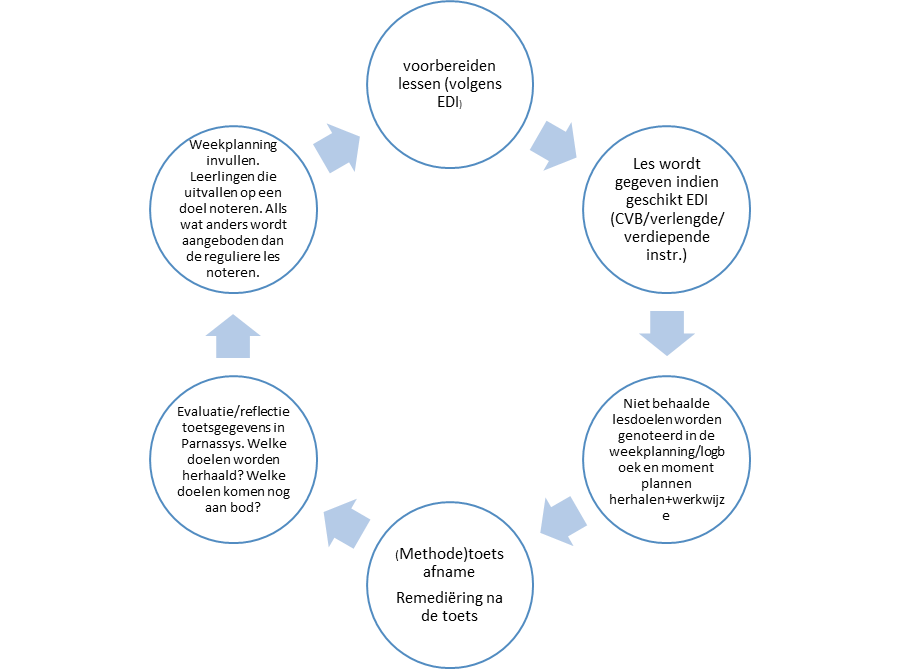 voorbereiden
lessen (volgens
EDI)
Les wordt
gegeven indien
geschikt EDI
(CVB/verlengde/
verdiepende
instr.)
Niet behaalde
lesdoelen worden
genoteerd in de
weekplanning/logb
oek en moment
plannen
herhalen+werkwijz
e
(Methode)toets
afname
Remediëring na
de toets
Evaluatie/reflectie
toetsgegevens in
Parnassys. Welke
doelen worden
herhaald? Welke
doelen komen nog
aan bod?
Weekplanning
invullen.
Leerlingen die
uitvallen op een
doel noteren. Alls
wat anders wordt
aangeboden dan
de reguliere les
noteren.